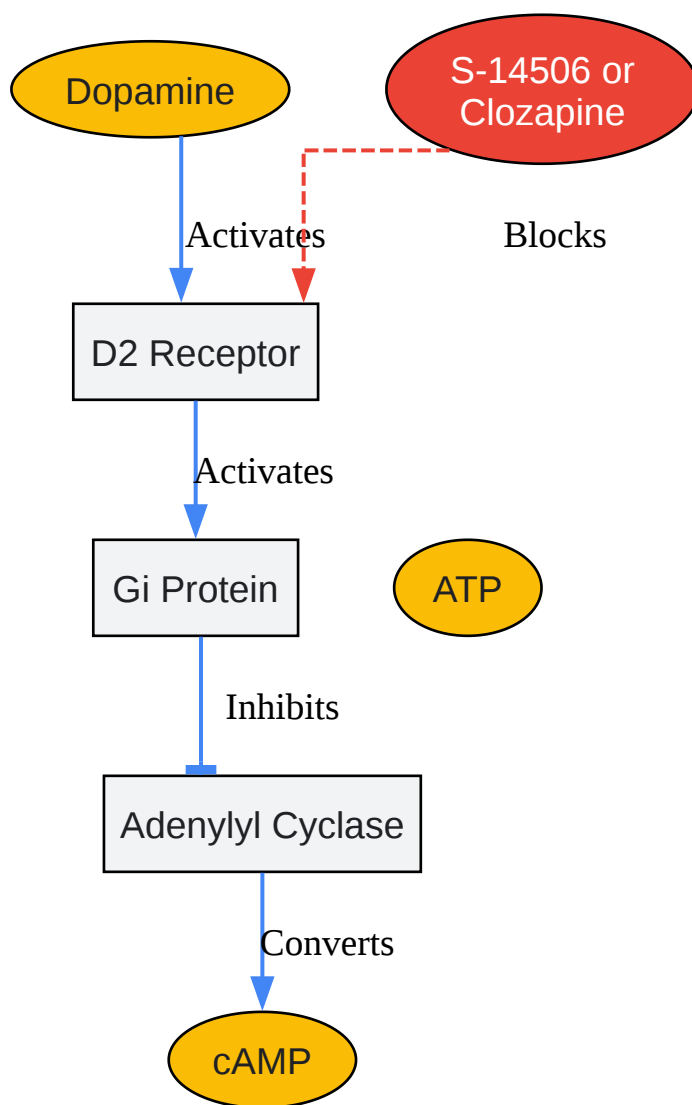 Dopamine
S-14506 or
Clozapine
Activates
Blocks
D2 Receptor
Activates
Gi Protein
ATP
Inhibits
Adenylyl Cyclase
Converts
cAMP